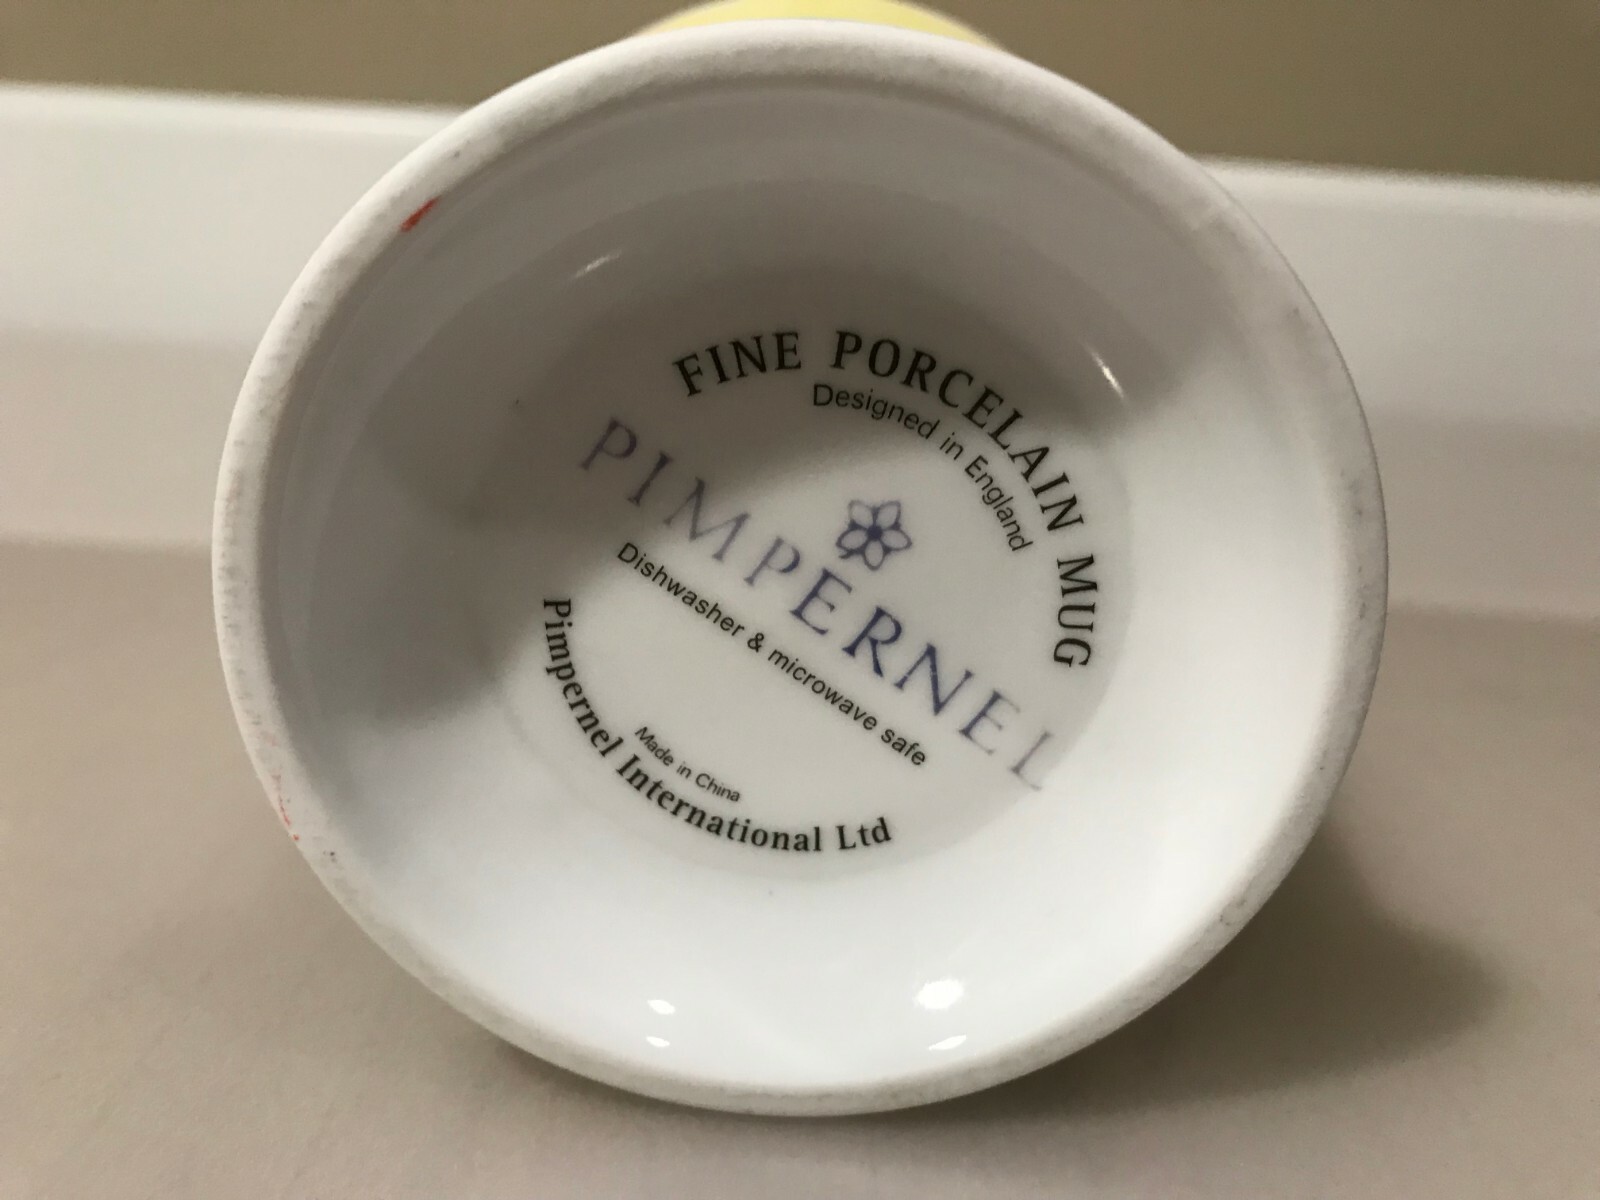 FINE PORCELAIN MUG
Designed in England
PIMPERNEL
Dishwasher & microwave safe
Made in China
Pimpernel International Ltd